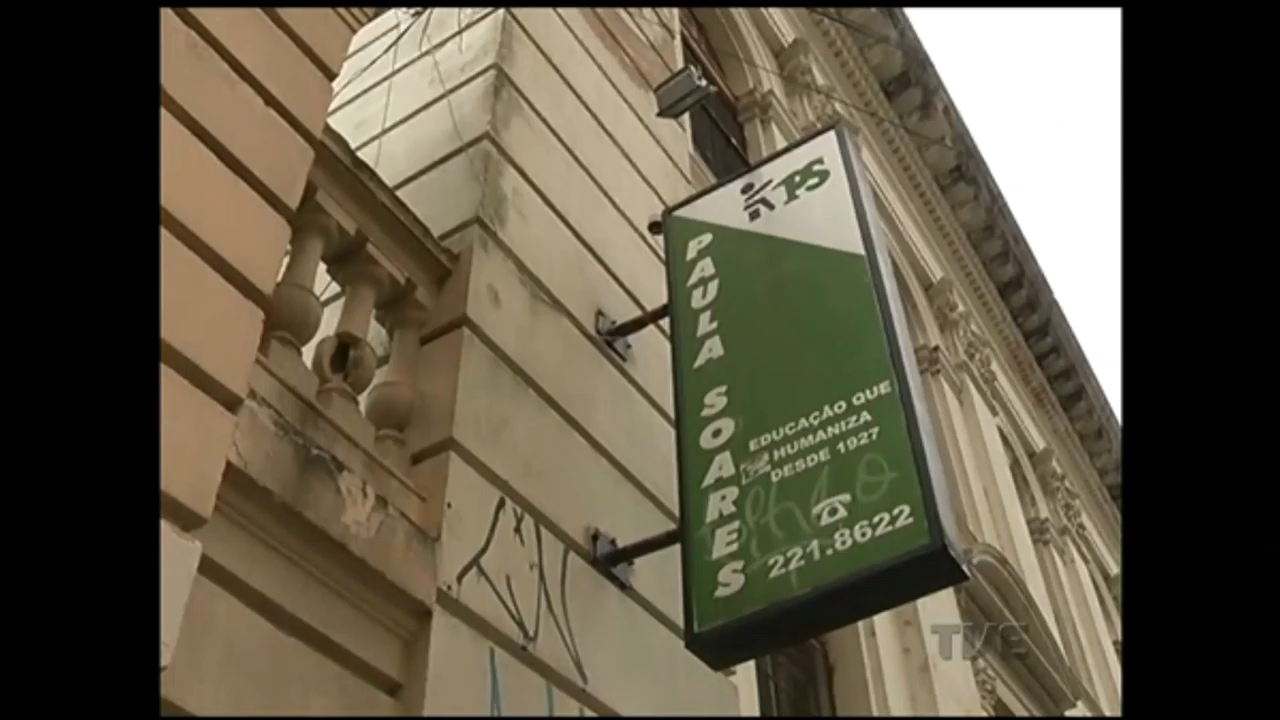 PS
PAULA SOARES
EDUCAÇÃO QUE
HUMANIZA
DESDE 1927
221.8622
TVE